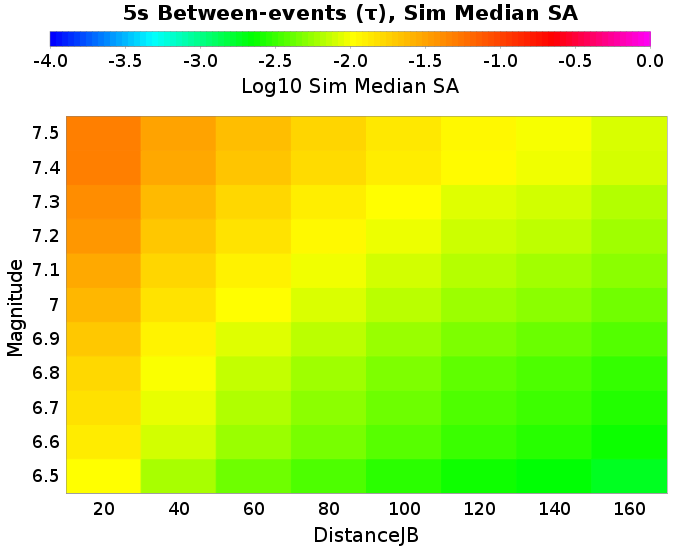 5s Between-events (τ), Sim Median SA
-4.0 -3.5 -3.0 -2.5 -2.0 -1.5 -1.0 -0.5 0.0
Log10 Sim Median SA
7.5
7.4
7.3
7.2
7.1
7
6.9
6.8
6.7
6.6
6.5
Magnitude
20 40 60 80 100 120 140 160
DistanceJB